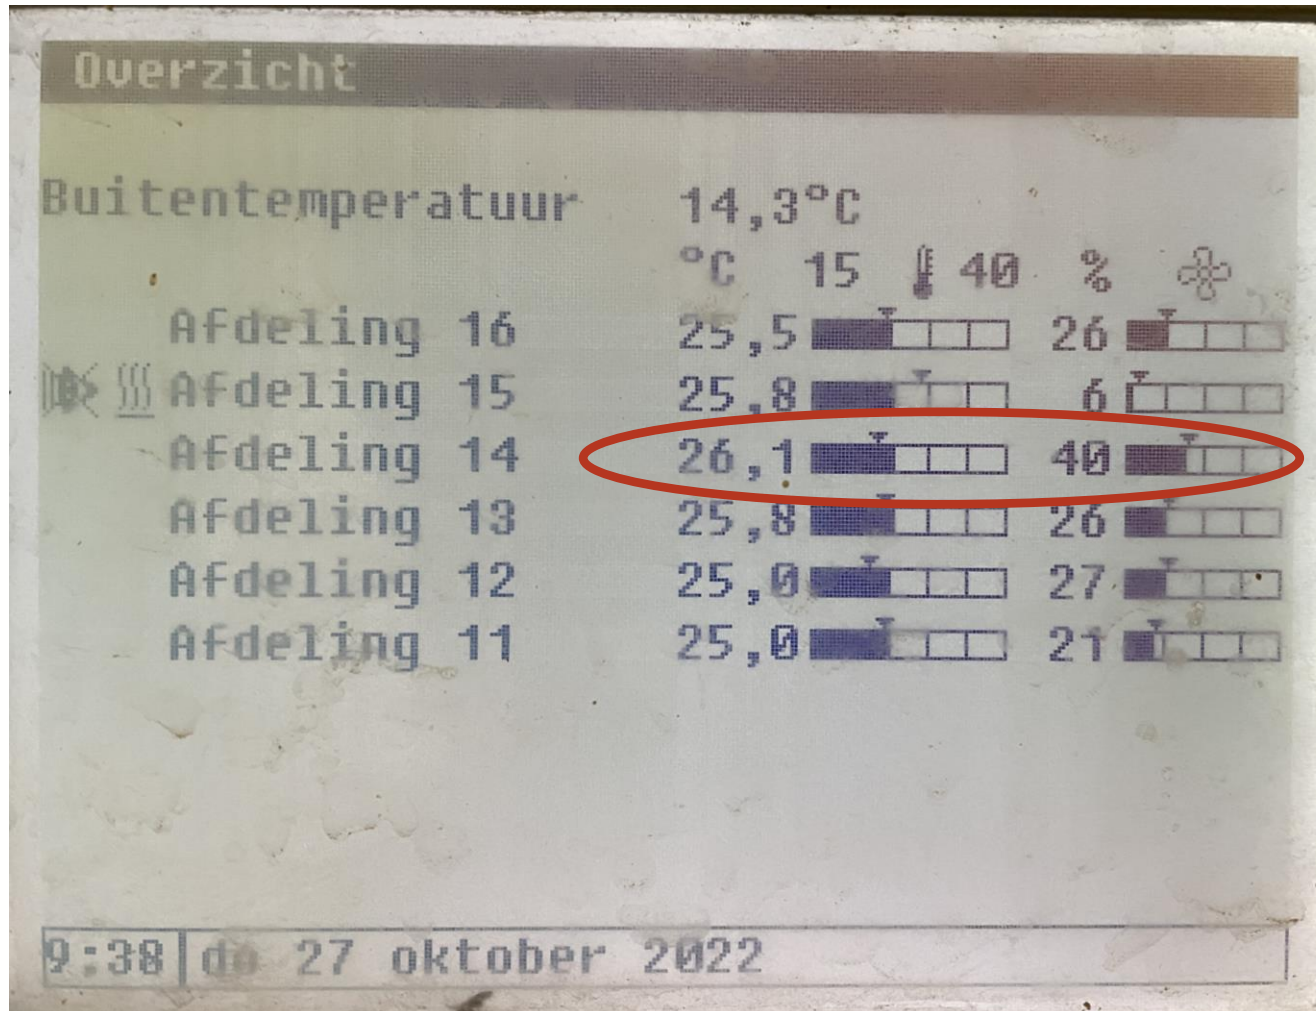 Overzicht
Buitentemperatuur 14,3°C
°C 15 40 %
Afdeling 16 25,5 26
Afdeling 15 25,8 6
Afdeling 14 26,1 40
Afdeling 13 25,8 26
Afdeling 12 25,0 27
Afdeling 11 25,0 21
9:38 do 27 oktober 2022